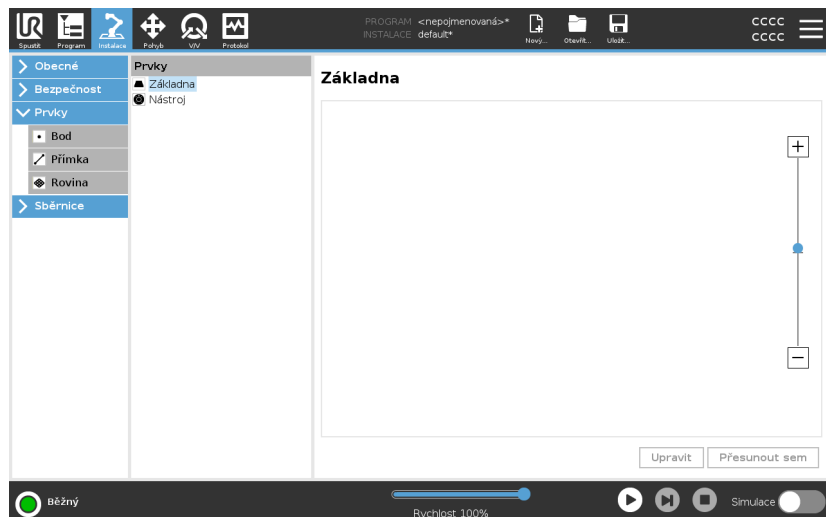 UR
Spustit
Program
Instalace
Pohyb
V/V
Protokol
PROGRAM <nepojmenovaná>*
INSTALACE default*
Nový...
Otevřít...
Uložit...
CCCC
CCCC
Obecné
Bezpečnost
Prvky
Bod
Přímka
Rovina
Sběrnice
Prvky
Základna
Nástroj
Základna
Upravit
Přesunout sem
Běžný
Rychlost 100%
Simulace